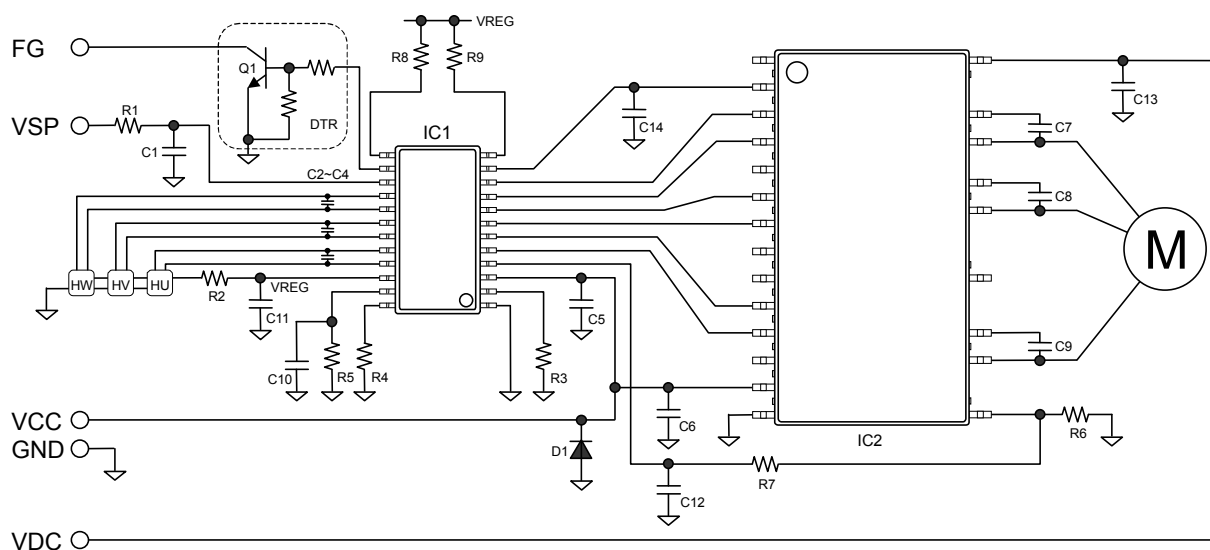 VREG
FG
R8
R9
Q1
DTR
C13
VSP
R1
C1
IC1
C14
C7
C2~C4
C8
M
HW
HV
HU
R2
VREG
C11
C5
C9
C10
R5
R4
R3
VCC
C6
IC2
R6
GND
D1
R7
C12
VDC